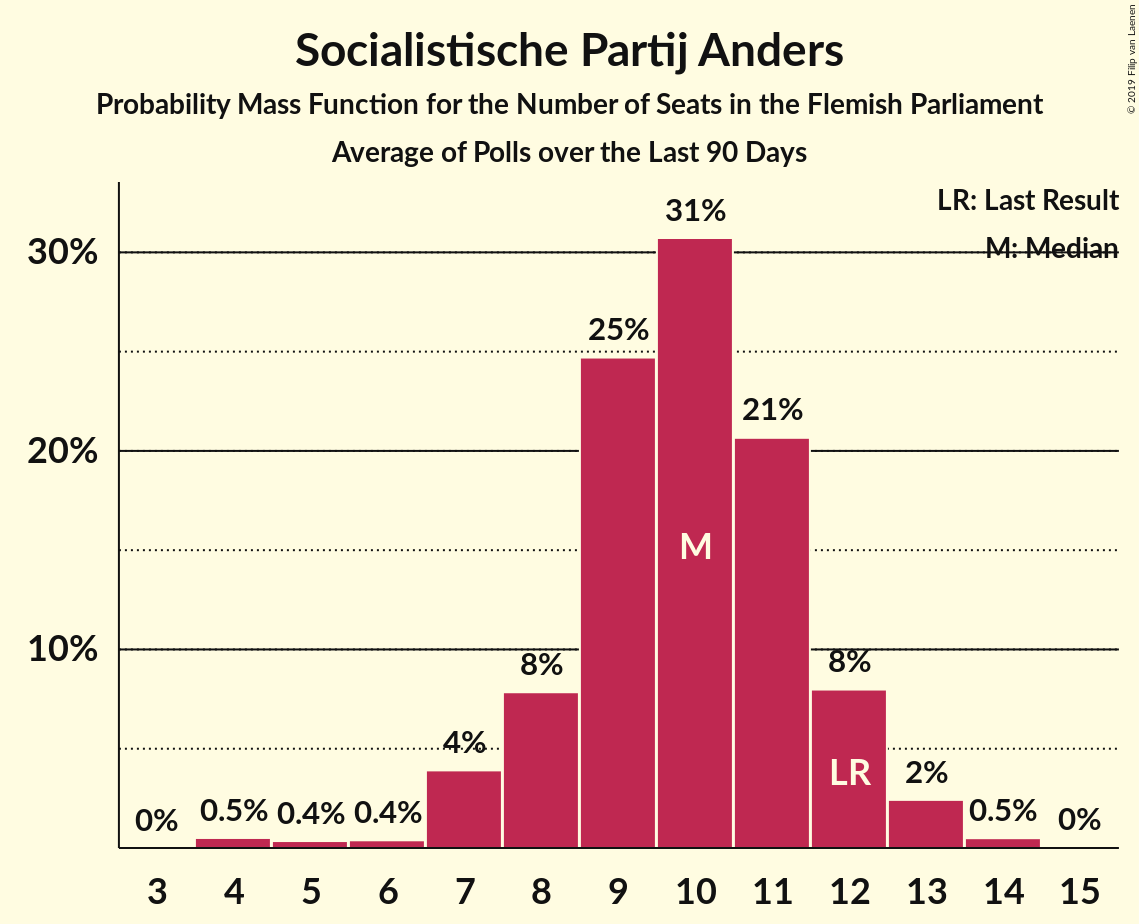 Socialistische Partij Anders
Probability Mass Function for the Number of Seats in the Flemish Parliament
Average of Polls over the Last 90 Days
© 2019 Filip van Laenen
LR: Last Result
M: Median
30%
20%
10%
0%
0.5%
0.4%
0.4%
4%
8%
25%
31%
21%
8%
2%
0.5%
0%
M
LR
3 4 5 6 7 8 9 10 11 12 13 14 15